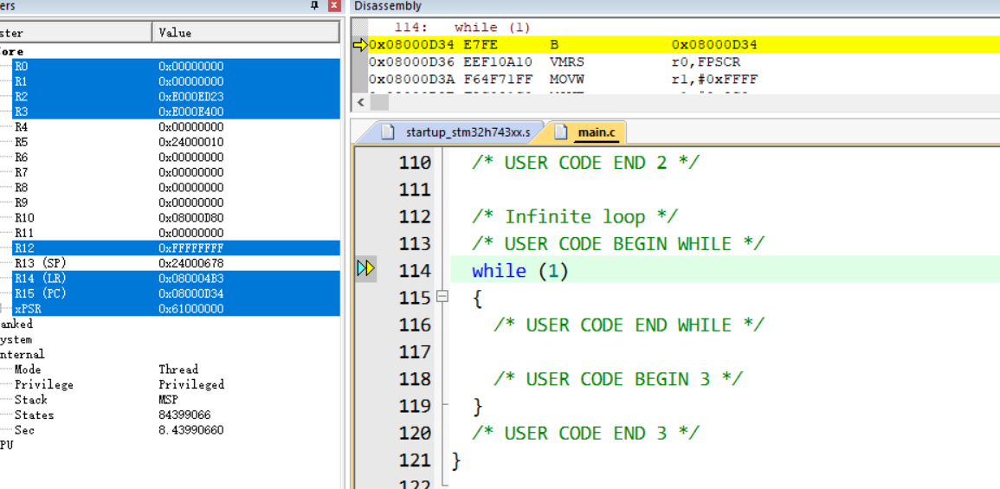 ers
Disassembly
ster Value
ore
R0 0x00000000
R1 0x00000000
R2 0xE000ED23
R3 0xE000E400
R4 0x00000000
R5 0x24000010
R6 0x00000000
R7 0x00000000
R8 0x00000000
R9 0x00000000
R10 0x08000D80
R11 0x00000000
R12 0xFFFFFFFF
R13 (SP) 0x24000678
R14 (LR) 0x080004B3
R15 (PC) 0x08000D34
xPSR 0x61000000
anked
ystem
nternal
Mode Thread
Privilege Privileged
Stack MSP
States 84399066
Sec 8.43990660
PU
114: while (1)
0x08000D34 E7FE B 0x08000D34
0x08000D36 EEF10A10 VMRS r0,FPSCR
0x08000D3A F64F71FF MOVW r1,#0xFFFF
startup_stm32h743xx.s main.c
110 /* USER CODE END 2 */
111
112 /* Infinite loop */
113 /* USER CODE BEGIN WHILE */
114 while (1)
115 {
116 /* USER CODE END WHILE */
117
118 /* USER CODE BEGIN 3 */
119 }
120 /* USER CODE END 3 */
121 }
122